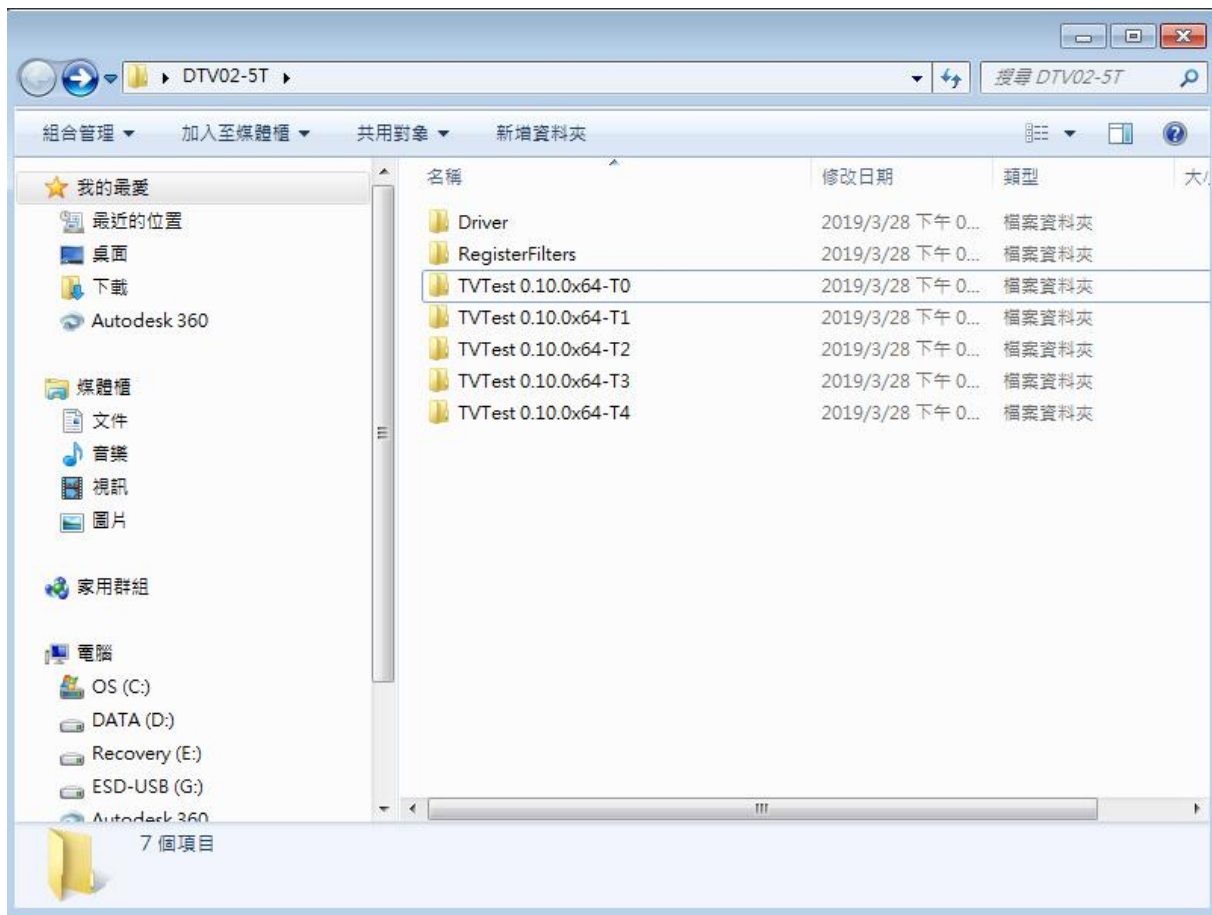 DTV02-5T
搜尋 DTV02-5T
組合管理 加入至媒體櫃 共用對象 新增資料夾
我的最愛
最近的位置
桌面
下載
Autodesk 360
媒體櫃
文件
音樂
視訊
圖片
家用群組
電腦
OS (C:)
DATA (D:)
Recovery (E:)
ESD-USB (G:)
Autodesk 360
名稱 修改日期 類型
Driver 2019/3/28 下午 0... 檔案資料夾
RegisterFilters 2019/3/28 下午 0... 檔案資料夾
TVTest 0.10.0x64-T0 2019/3/28 下午 0... 檔案資料夾
TVTest 0.10.0x64-T1 2019/3/28 下午 0... 檔案資料夾
TVTest 0.10.0x64-T2 2019/3/28 下午 0... 檔案資料夾
TVTest 0.10.0x64-T3 2019/3/28 下午 0... 檔案資料夾
TVTest 0.10.0x64-T4 2019/3/28 下午 0... 檔案資料夾
7 個項目